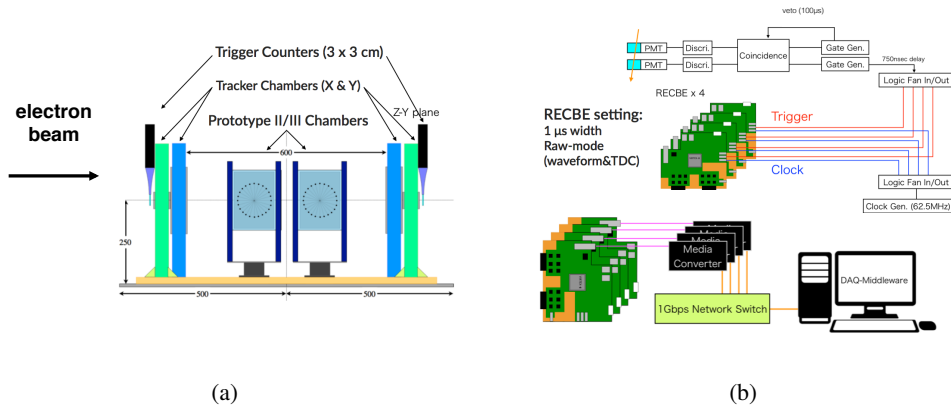 Trigger Counters (3 x 3 cm)
Tracker Chambers (X & Y)
Z-Y plane
Prototype II/III Chambers
electron
beam
600
250
500
500
(a)
veto (100μs)
PMT
Discri.
Coincidence
Gate Gen.
PMT
Discri.
Gate Gen.
750nsec delay
Logic Fan In/Out
RECBE x 4
RECBE setting:
1 μs width
Raw-mode
(waveform&TDC)
Trigger
Clock
Logic Fan In/Out
Clock Gen. (62.5MHz)
Media
Media
Media
Media
Converter
1Gbps Network Switch
DAQ-Middleware
(b)